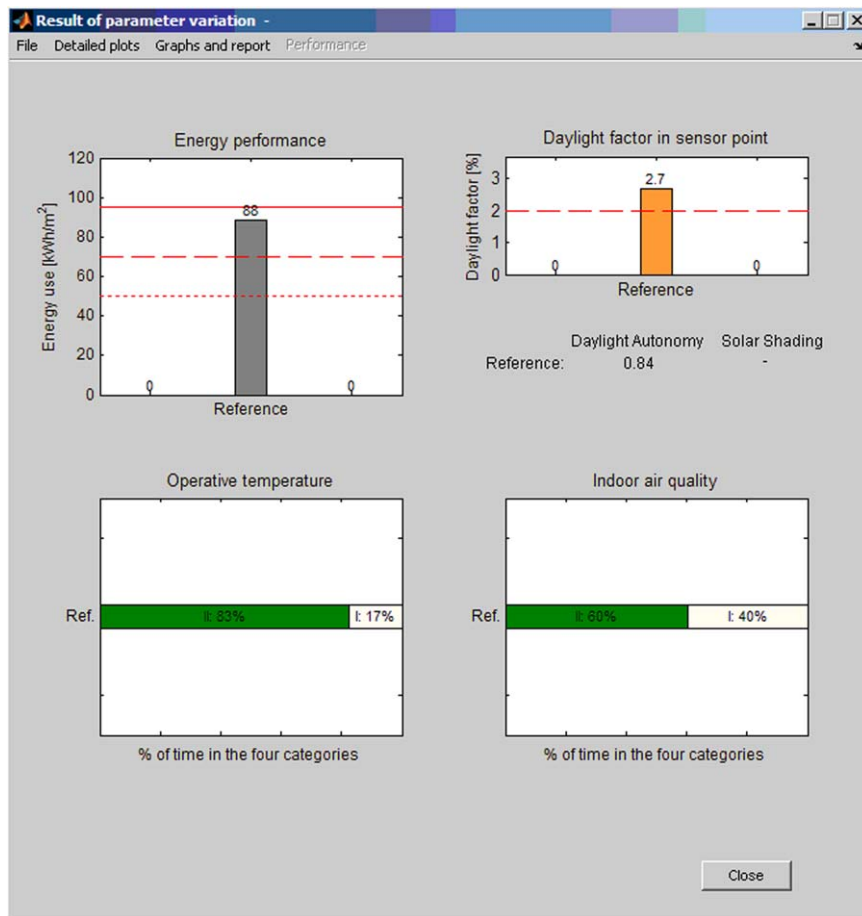 Result of parameter variation -
File Detailed plots Graphs and report Performance
Energy performance
120
100
80
60
40
20
0
Energy use [kWh/m²]
0
88
0
Reference
Daylight factor in sensor point
3
2
1
0
Daylight factor [%]
0
2.7
0
Reference
Daylight Autonomy Solar Shading
Reference: 0.84 -
Operative temperature
Ref.
II: 83% I: 17%
% of time in the four categories
Indoor air quality
Ref.
II: 60% I: 40%
% of time in the four categories
Close